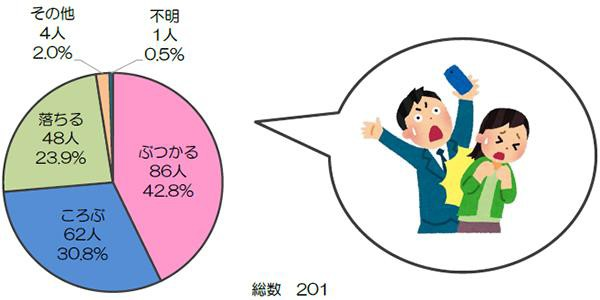 その他
4人
2.0%
不明
1人
0.5%
落ちる
48人
23.9%
ぶつかる
86人
42.8%
ころぶ
62人
30.8%
総数　201